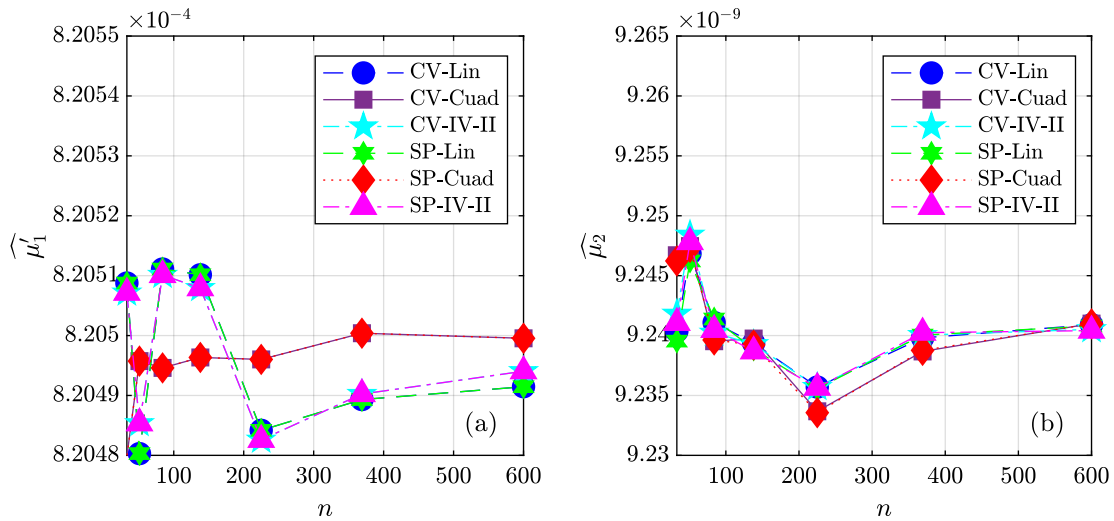 ×10⁻⁴
8.2055
8.2054
8.2053
8.2052
8.2051
8.205
8.2049
8.2048
100
200
300
400
500
600
n
μ̂′₁
CV-Lin
CV-Cuad
CV-IV-II
SP-Lin
SP-Cuad
SP-IV-II
(a)
×10⁻⁹
9.265
9.26
9.255
9.25
9.245
9.24
9.235
9.23
100
200
300
400
500
600
n
μ̂₂
CV-Lin
CV-Cuad
CV-IV-II
SP-Lin
SP-Cuad
SP-IV-II
(b)